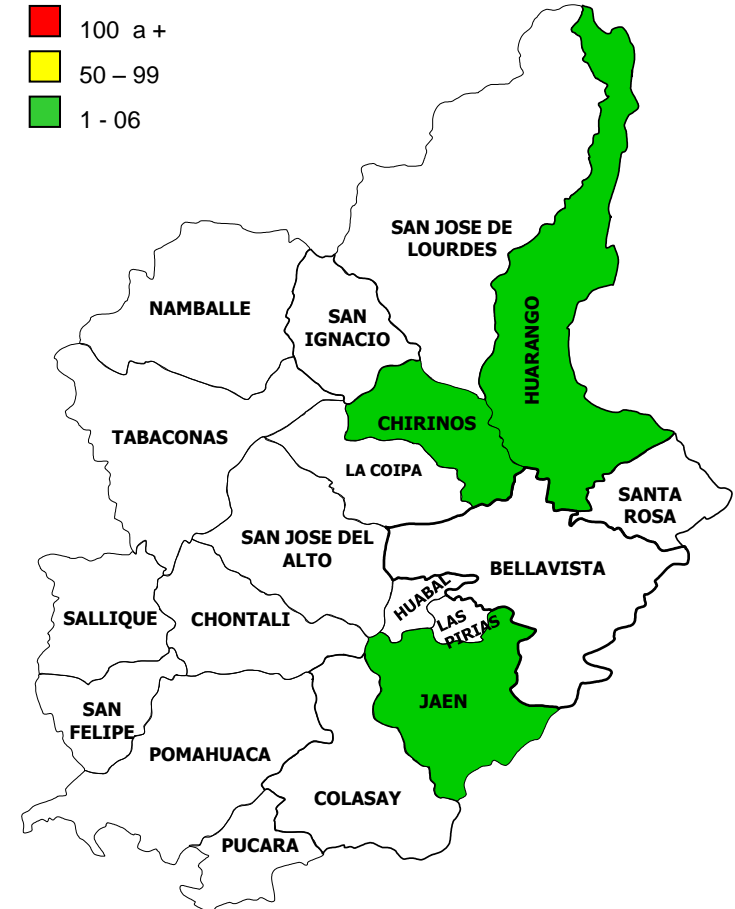 100 a +
50 – 99
1 - 06
SAN JOSE DE
LOURDES
NAMBALLE
SAN
IGNACIO
HUARANGO
CHIRINOS
TABACONAS
LA COIPA
SANTA
ROSA
SAN JOSE DEL
ALTO
BELLAVISTA
HUABAL
LAS
PIRIAS
SALLIQUE
CHONTALI
JAEN
SAN
FELIPE
POMAHUACA
COLASAY
PUCARA